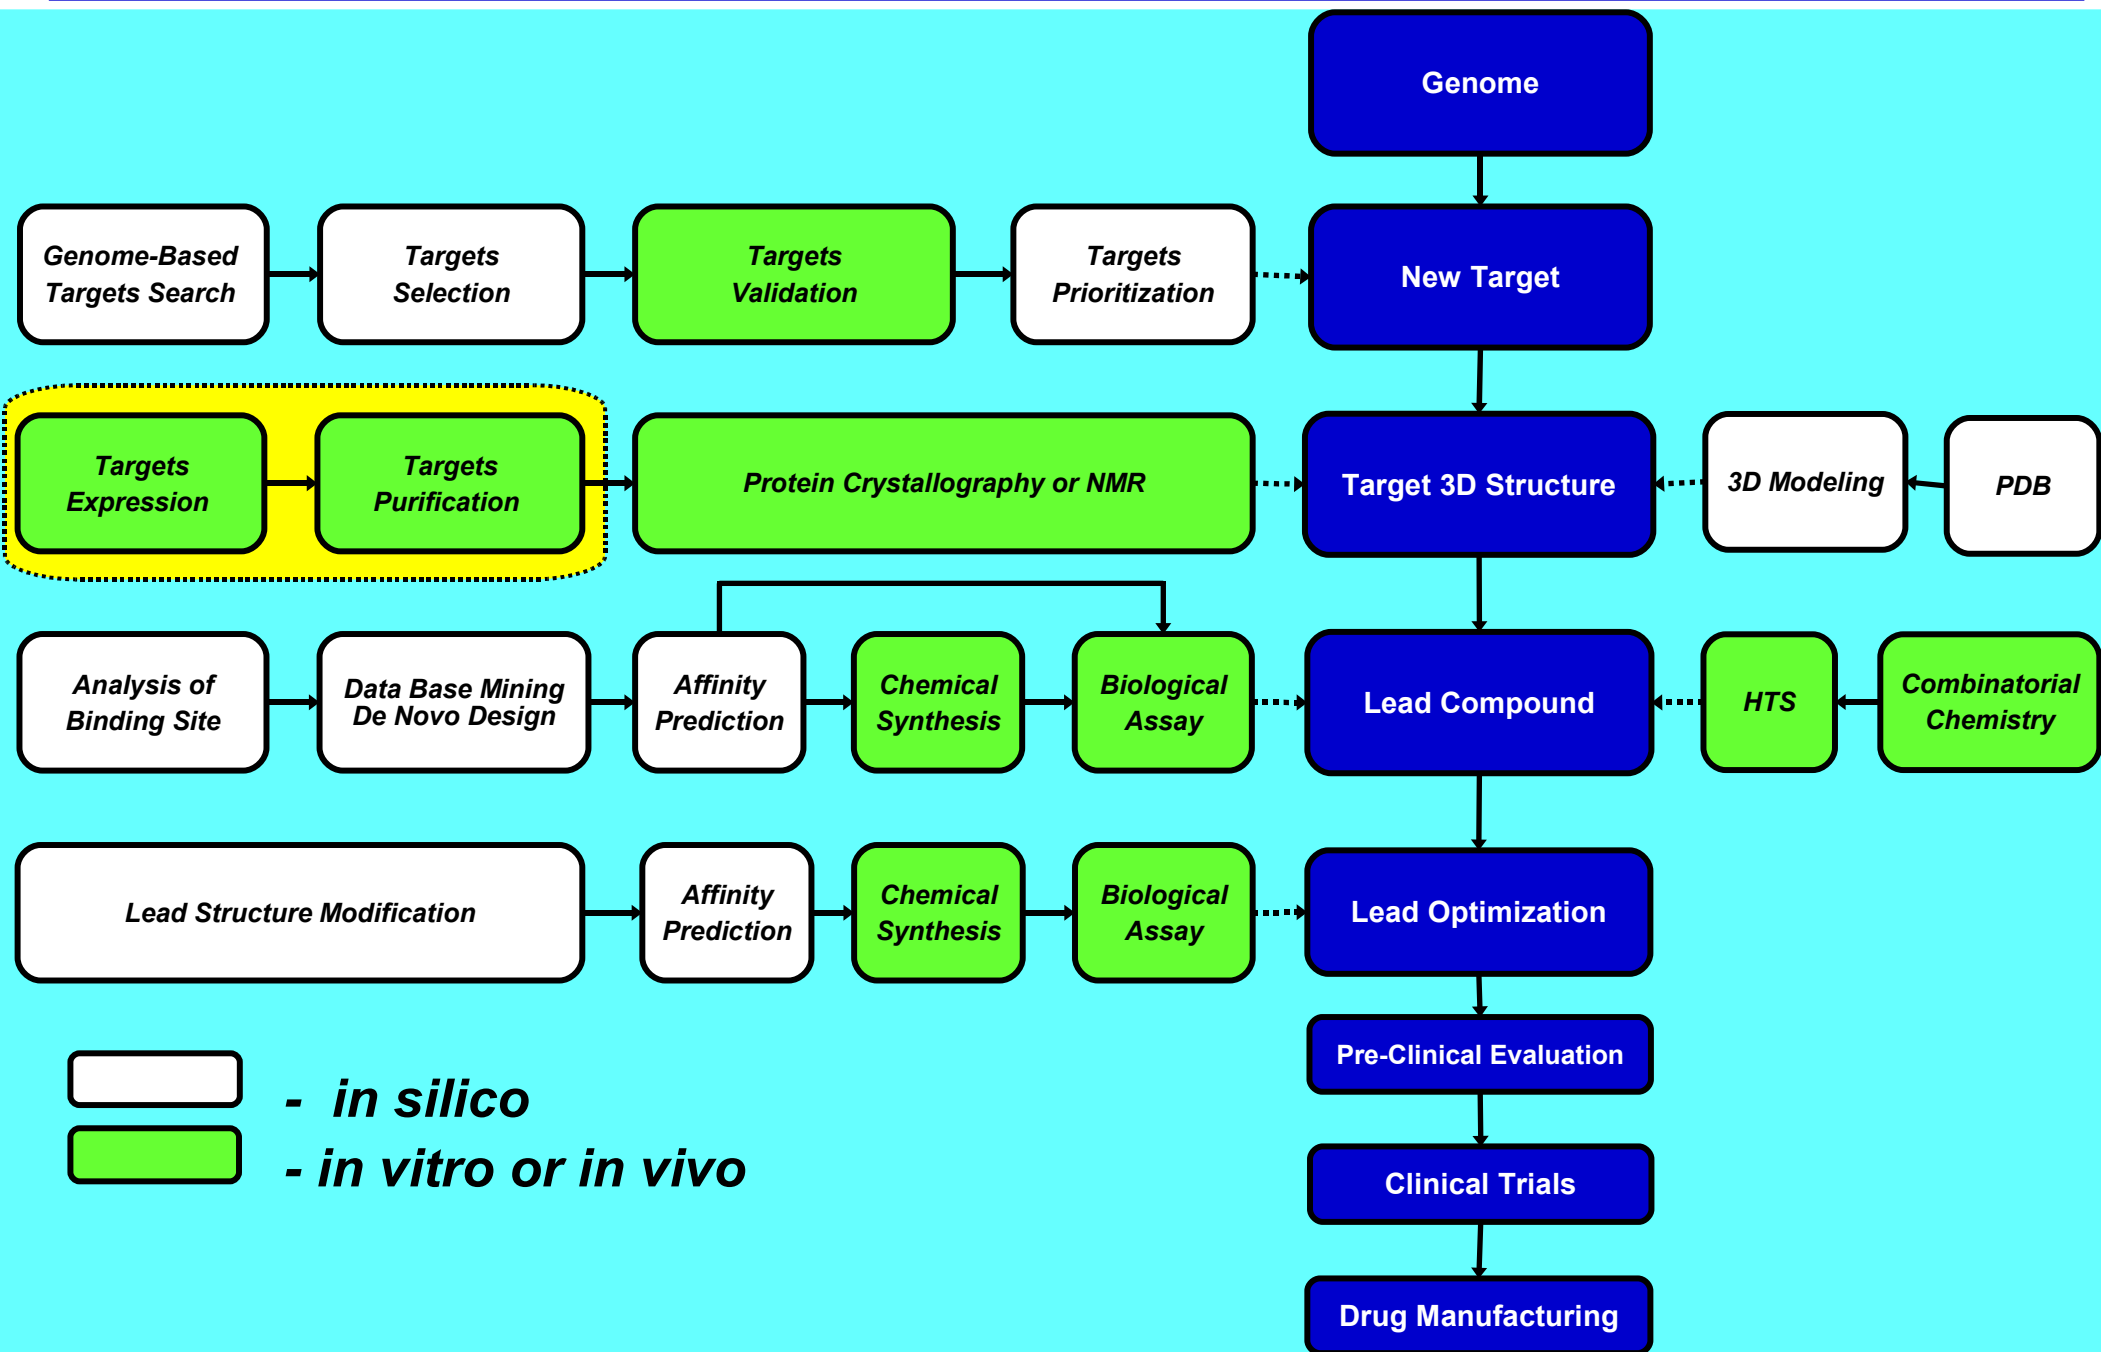 Genome
Genome-Based
Targets Search
Targets
Selection
Targets
Validation
Targets
Prioritization
New Target
Targets
Expression
Targets
Purification
Protein Crystallography or NMR
Target 3D Structure
3D Modeling
PDB
Analysis of
Binding Site
Data Base Mining
De Novo Design
Affinity
Prediction
Chemical
Synthesis
Biological
Assay
Lead Compound
HTS
Combinatorial
Chemistry
Lead Structure Modification
Affinity
Prediction
Chemical
Synthesis
Biological
Assay
Lead Optimization
Pre-Clinical Evaluation
- in silico
- in vitro or in vivo
Clinical Trials
Drug Manufacturing